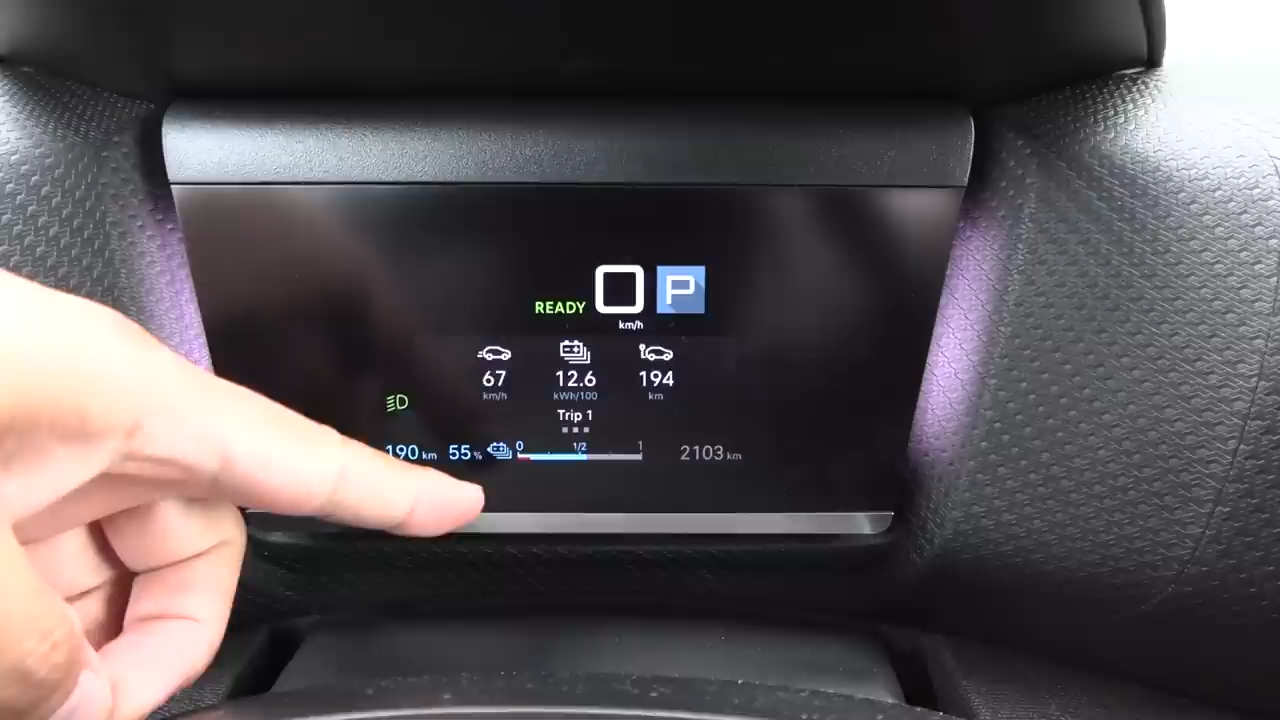 READY 0 P
km/h
67 12.6 194
km/h kWh/100 km
Trip 1
190 km 55 % 0 1/2 1 2103 km